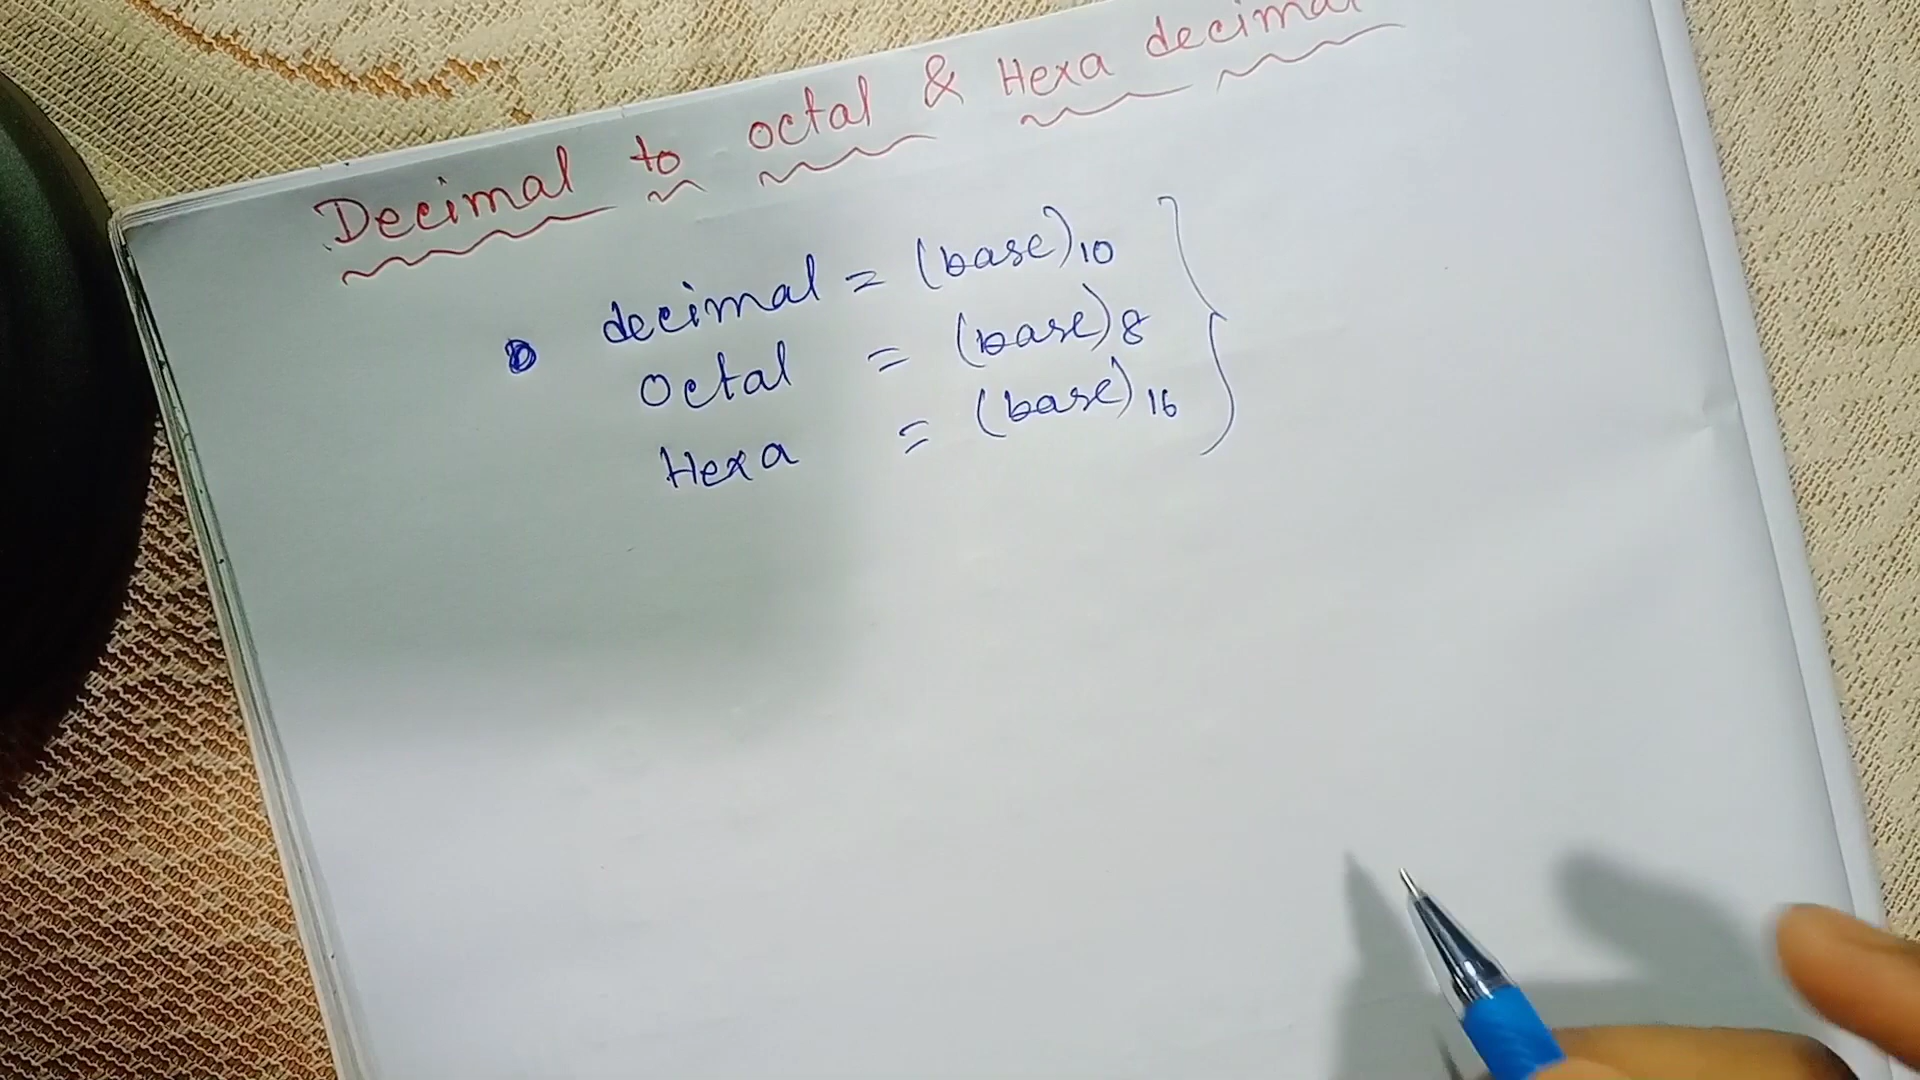 Decimal to octal & Hexa decimal
decimal = (base)10
Octal = (base)8
Hexa = (base)16